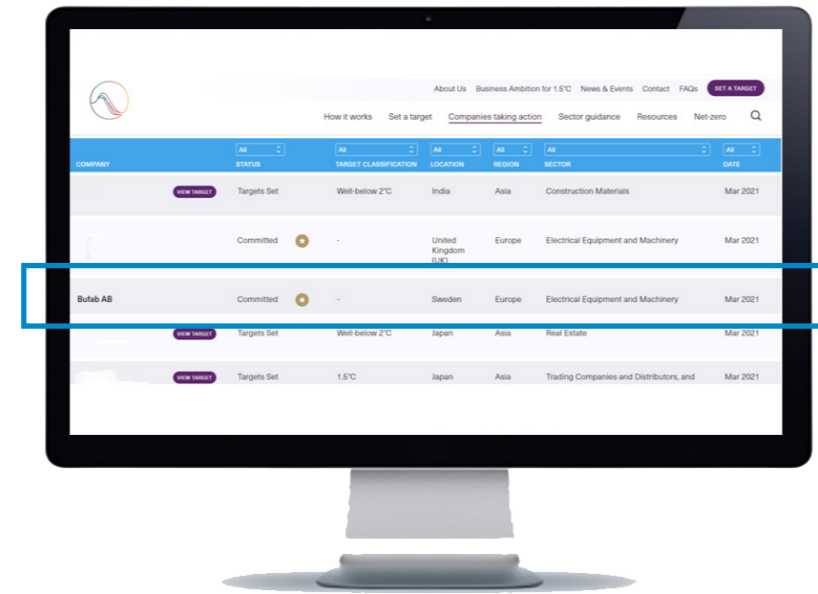 About Us Business Ambition for 1.5°C News & Events Contact FAQs SET A TARGET
How it works Set a target Companies taking action Sector guidance Resources Net-zero
All All All All All All
COMPANY STATUS TARGET CLASSIFICATION LOCATION REGION SECTOR DATE
VIEW TARGET Targets Set Well-below 2°C India Asia Construction Materials Mar 2021
Committed - United Europe Electrical Equipment and Machinery Mar 2021
Kingdom
(UK)
Bufab AB Committed - Sweden Europe Electrical Equipment and Machinery Mar 2021
VIEW TARGET Targets Set Well-below 2°C Japan Asia Real Estate Mar 2021
VIEW TARGET Targets Set 1.5°C Japan Asia Trading Companies and Distributors, and Mar 2021